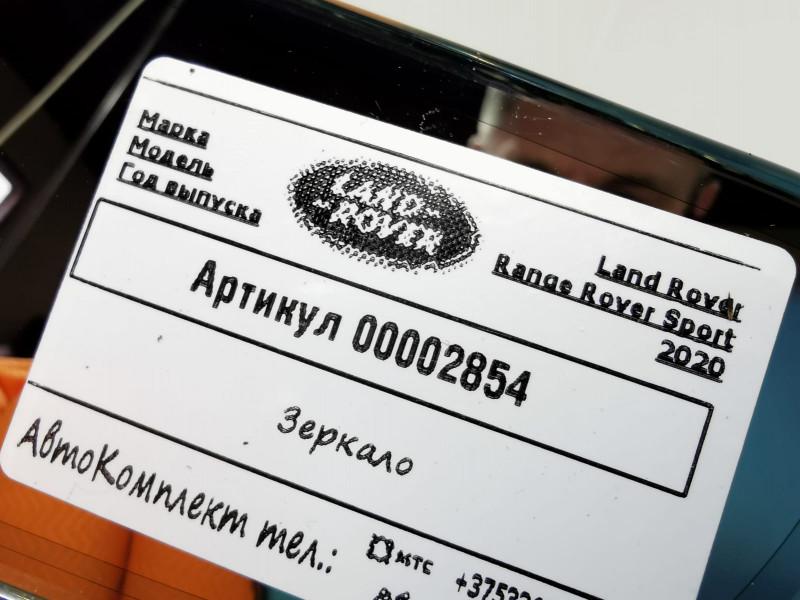 Марка
Модель
Год выпуска
LAND-
-ROVER
Land Rover
Range Rover Sport
2020
Артикул 00002854
Зеркало
АвтоКомплект тел.:
мтс